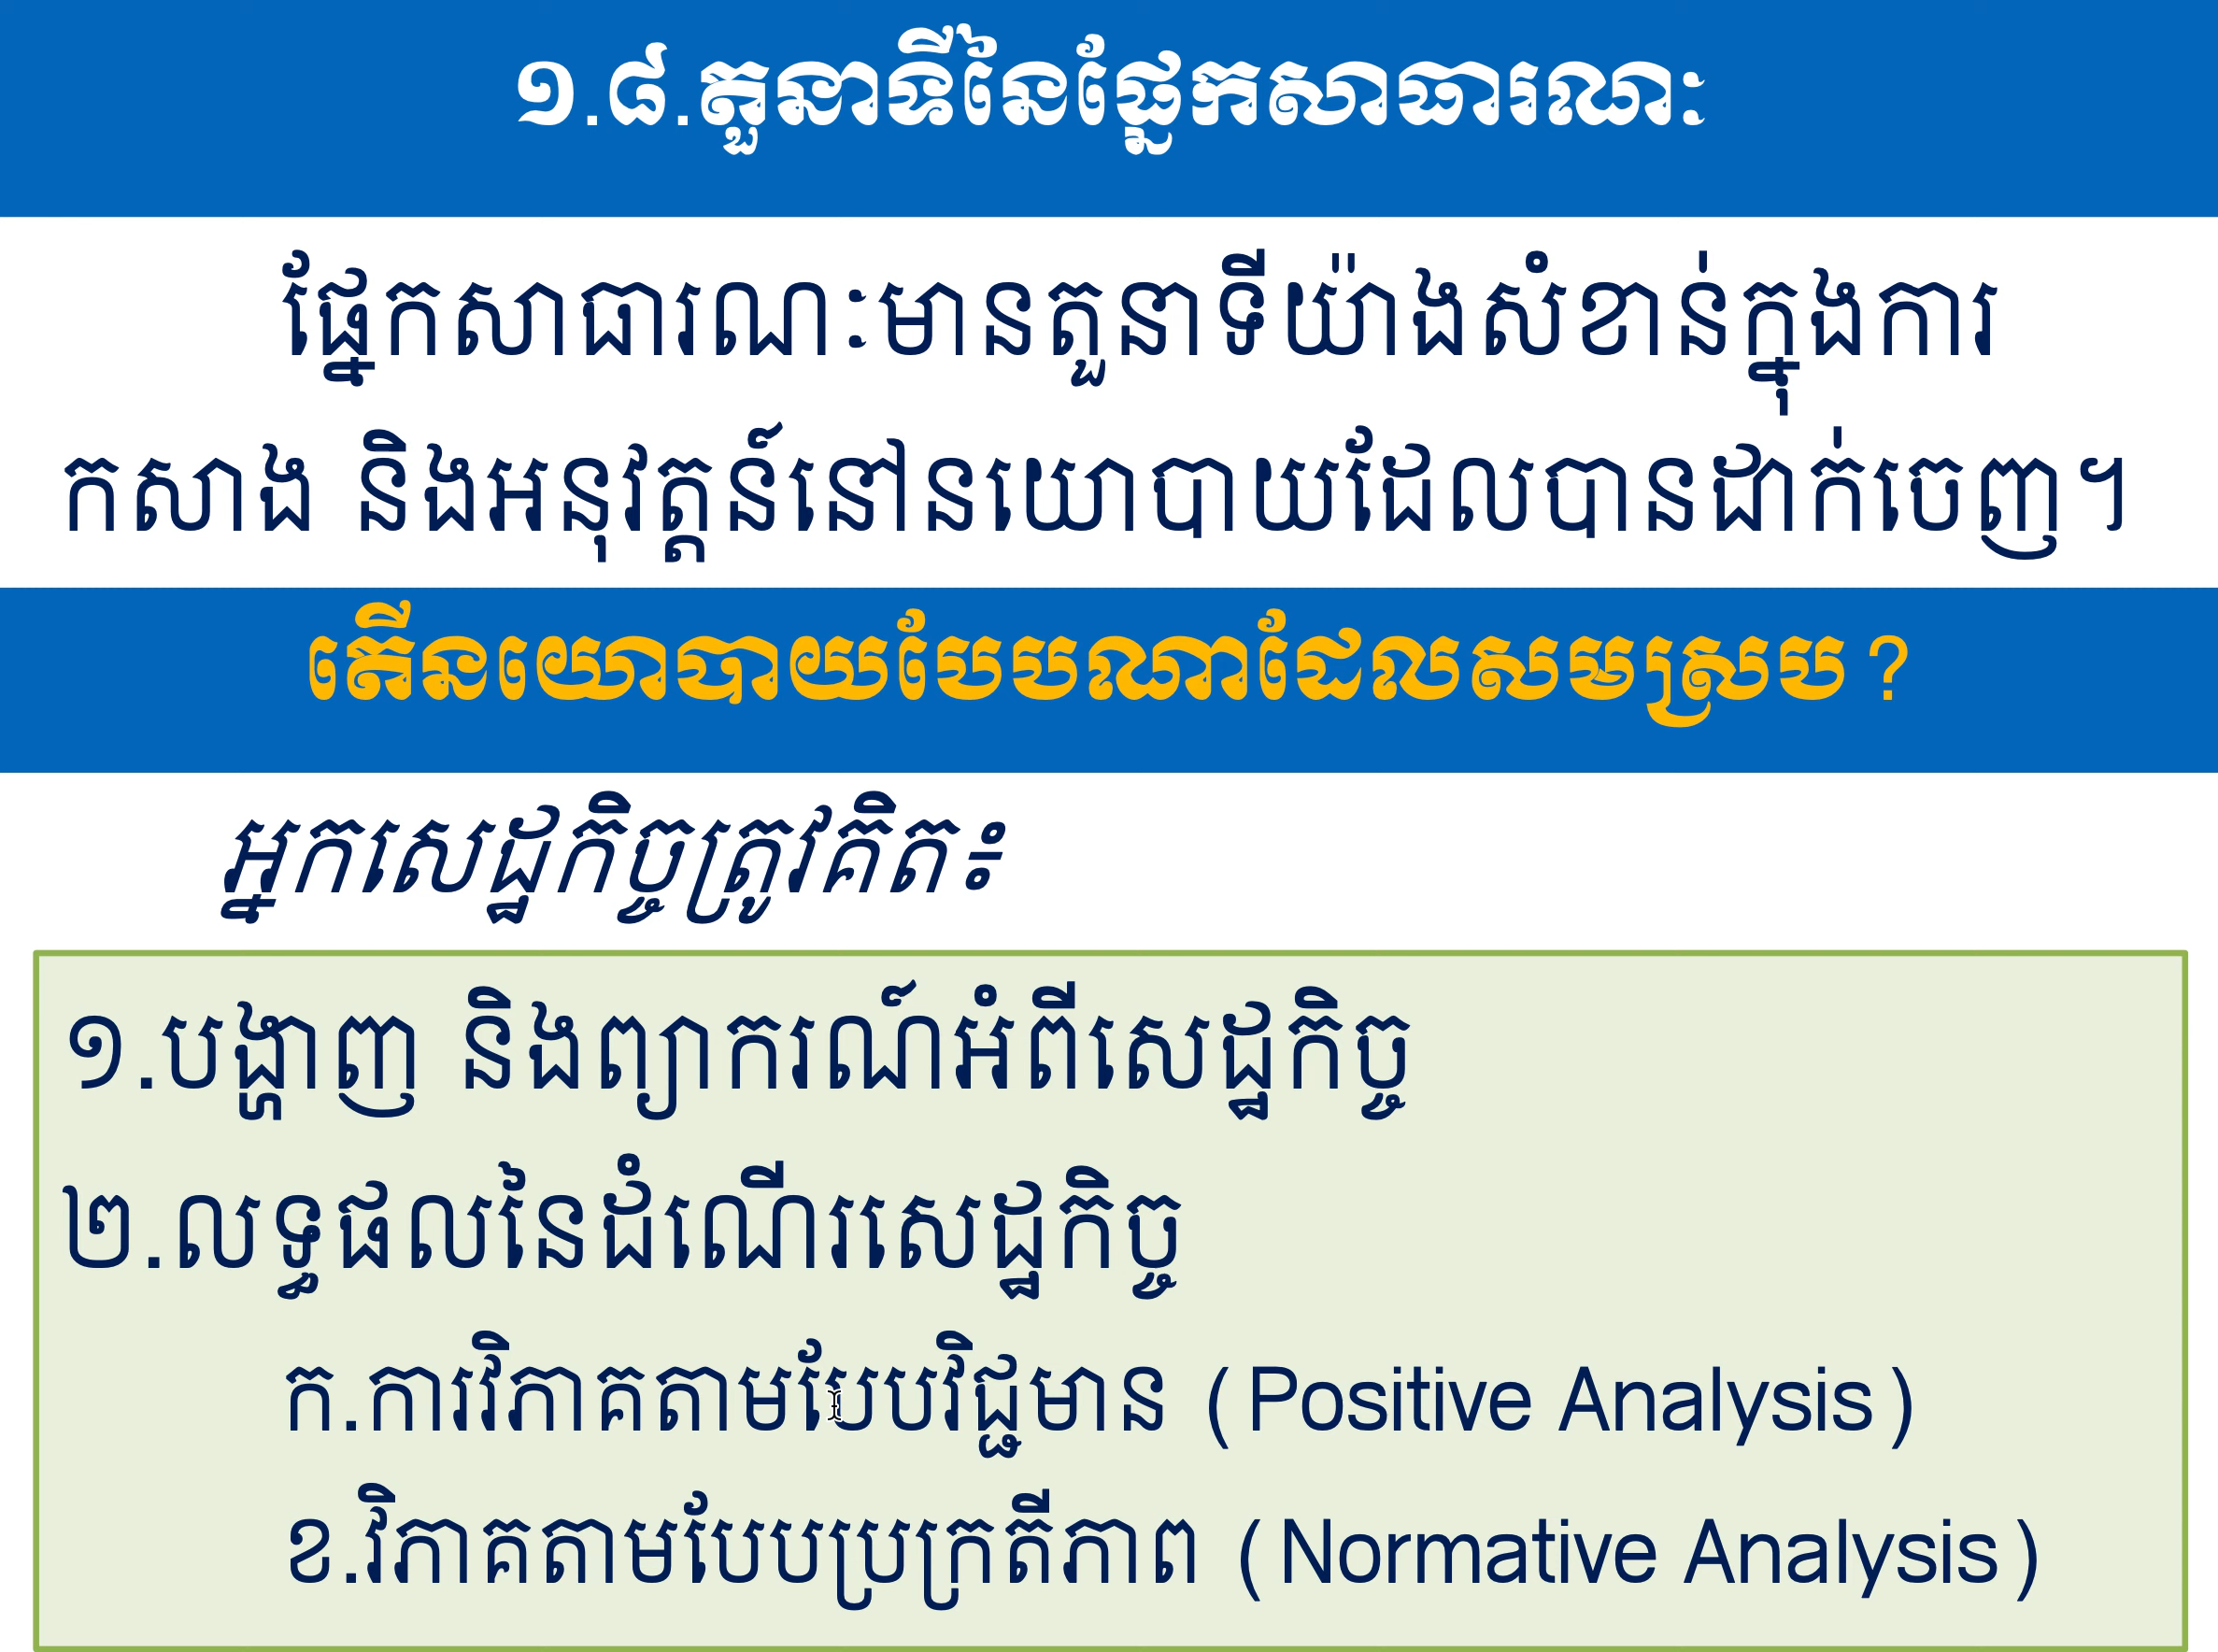 ១.៨.តួនាទីនៃផ្នែកសាធារណៈ
ផ្នែកសាធារណៈមានតួនាទីយ៉ាងសំខាន់ក្នុងការ
កសាង និងអនុវត្តន៍នៅនយោបាយដែលបានដាក់ចេញ។
តើនយោបាយបែបណាដែលសមស្រប ?
អ្នកសេដ្ឋកិច្ចត្រូវគិត៖
១.បង្ហាញ និងព្យាករណ៍អំពីសេដ្ឋកិច្ច
២.លទ្ធផលនៃដំណើរសេដ្ឋកិច្ច
ក.ការវិភាគតាមបែបវិជ្ជមាន ( Positive Analysis )
ខ.វិភាគតាមបែបប្រក្រតីភាព ( Normative Analysis )